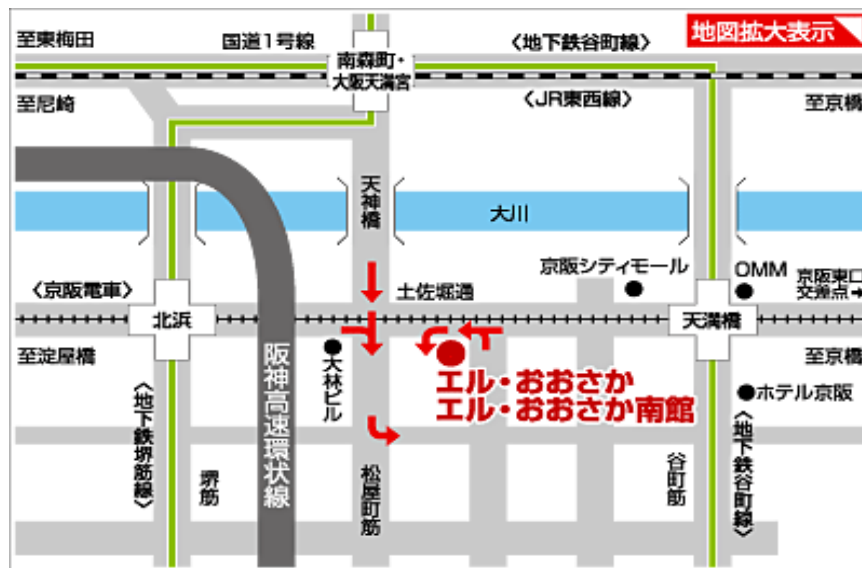 至東梅田
国道1号線
〈地下鉄谷町線〉
地図拡大表示
南森町・
大阪天満宮
至尼崎
〈JR東西線〉
至京橋
天神橋
大川
京阪シティモール
OMM
京阪東口
交差点➔
〈京阪電車〉
土佐堀通
北浜
天満橋
至淀屋橋
大林ビル
阪神高速環状線
エル・おおさか
エル・おおさか南館
至京橋
ホテル京阪
〈地下鉄堺筋線〉
堺筋
松屋町筋
谷町筋
〈地下鉄谷町線〉